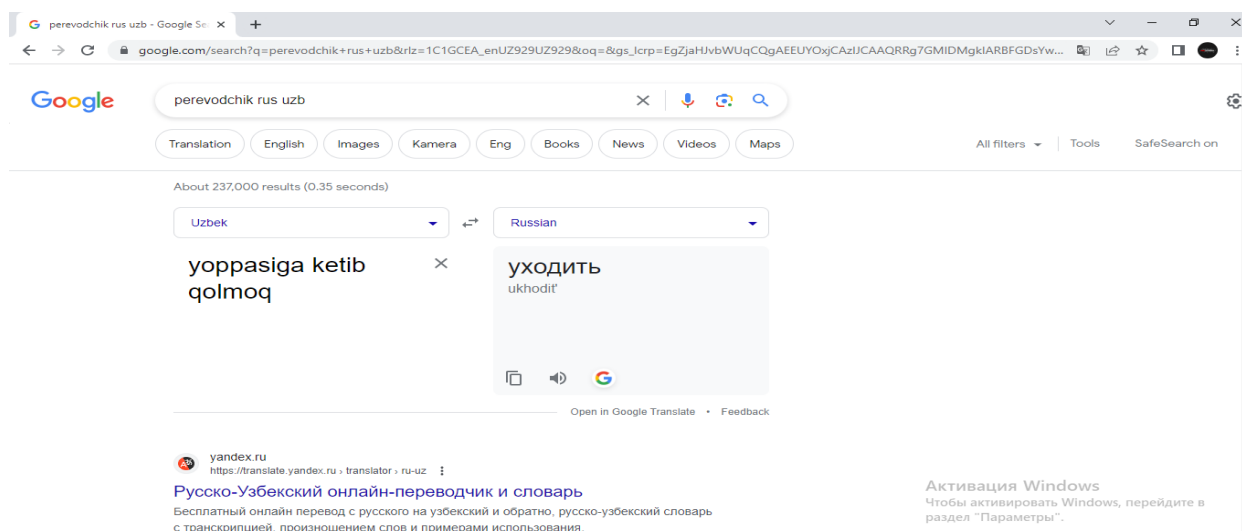 perevodchik rus uzb - Google Se
google.com/search?q=perevodchik+rus+uzb&rlz=1C1GCEA_enUZ929UZ929&oq=&gs_lcrp=EgZjaHJvbWUqCQgAEEUYOxjCAzIJCAAQRRg7GMIDMgkIARBFGDsYw...
Google
perevodchik rus uzb
Translation English Images Kamera Eng Books News Videos Maps All filters Tools SafeSearch on
About 237,000 results (0.35 seconds)
Uzbek Russian
yoppasiga ketib
qolmoq
уходить
ukhodit'
Open in Google Translate • Feedback
yandex.ru
https://translate.yandex.ru › translator › ru-uz
Русско-Узбекский онлайн-переводчик и словарь
Бесплатный онлайн перевод с русского на узбекский и обратно, русско-узбекский словарь
с транскрипцией, произношением слов и примерами использования.
Активация Windows
Чтобы активировать Windows, перейдите в
раздел "Параметры".